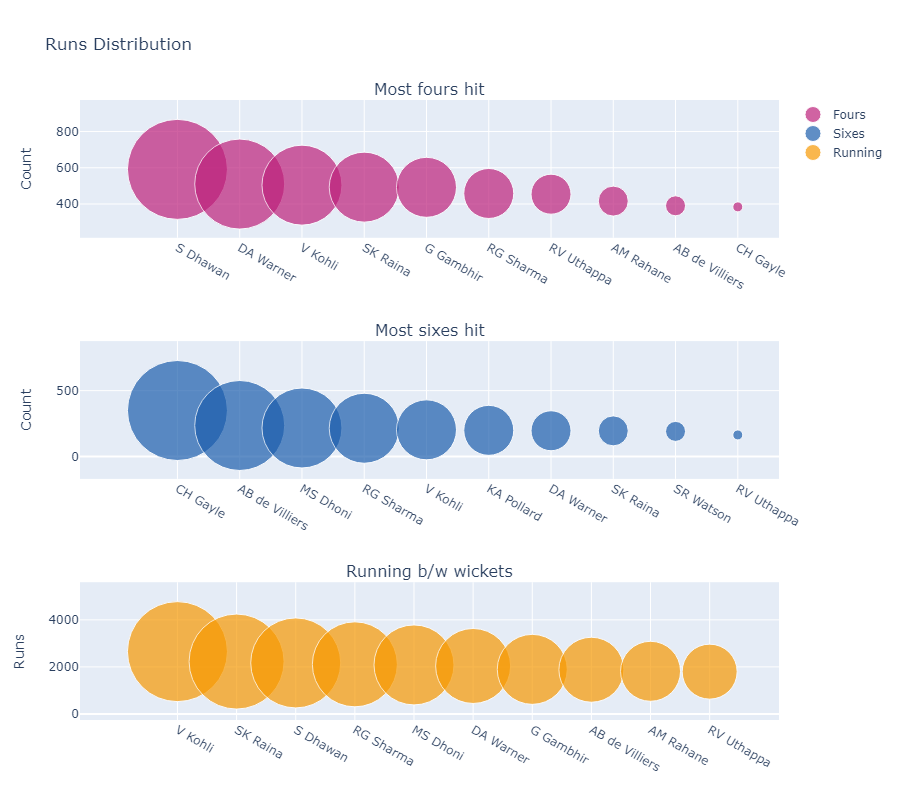 Runs Distribution
Most fours hit
Fours
Sixes
Running
Count
800
600
400
S Dhawan
DA Warner
V Kohli
SK Raina
G Gambhir
RG Sharma
RV Uthappa
AM Rahane
AB de Villiers
CH Gayle
Most sixes hit
Count
500
0
CH Gayle
AB de Villiers
MS Dhoni
RG Sharma
V Kohli
KA Pollard
DA Warner
SK Raina
SR Watson
RV Uthappa
Running b/w wickets
Runs
4000
2000
0
V Kohli
SK Raina
S Dhawan
RG Sharma
MS Dhoni
DA Warner
G Gambhir
AB de Villiers
AM Rahane
RV Uthappa